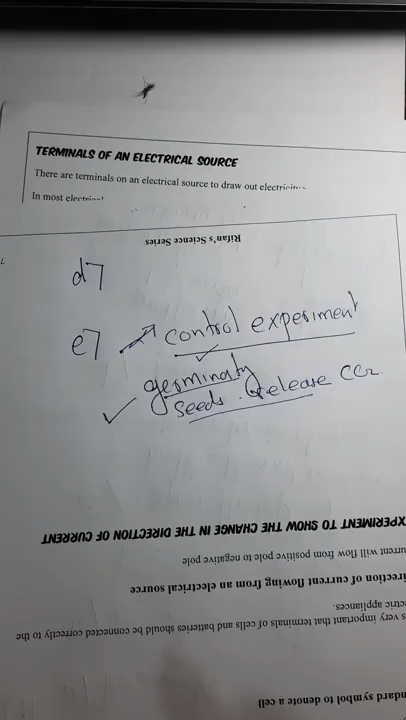 TERMINALS OF AN ELECTRICAL SOURCE
There are terminals on an electrical source to draw out
In most
Rifan's Science Series
d7
e7 control experiment
germinaty
seeds. release CO2
XPERIMENT TO SHOW THE CHANGE IN THE DIRECTION OF CURRENT
urrent will flow from positive pole to negative pole
irection of current flowing from an electrical source
s very important that terminals of cells and batteries should be connected correctly to the
ctric appliances.
ndard symbol to denote a cell